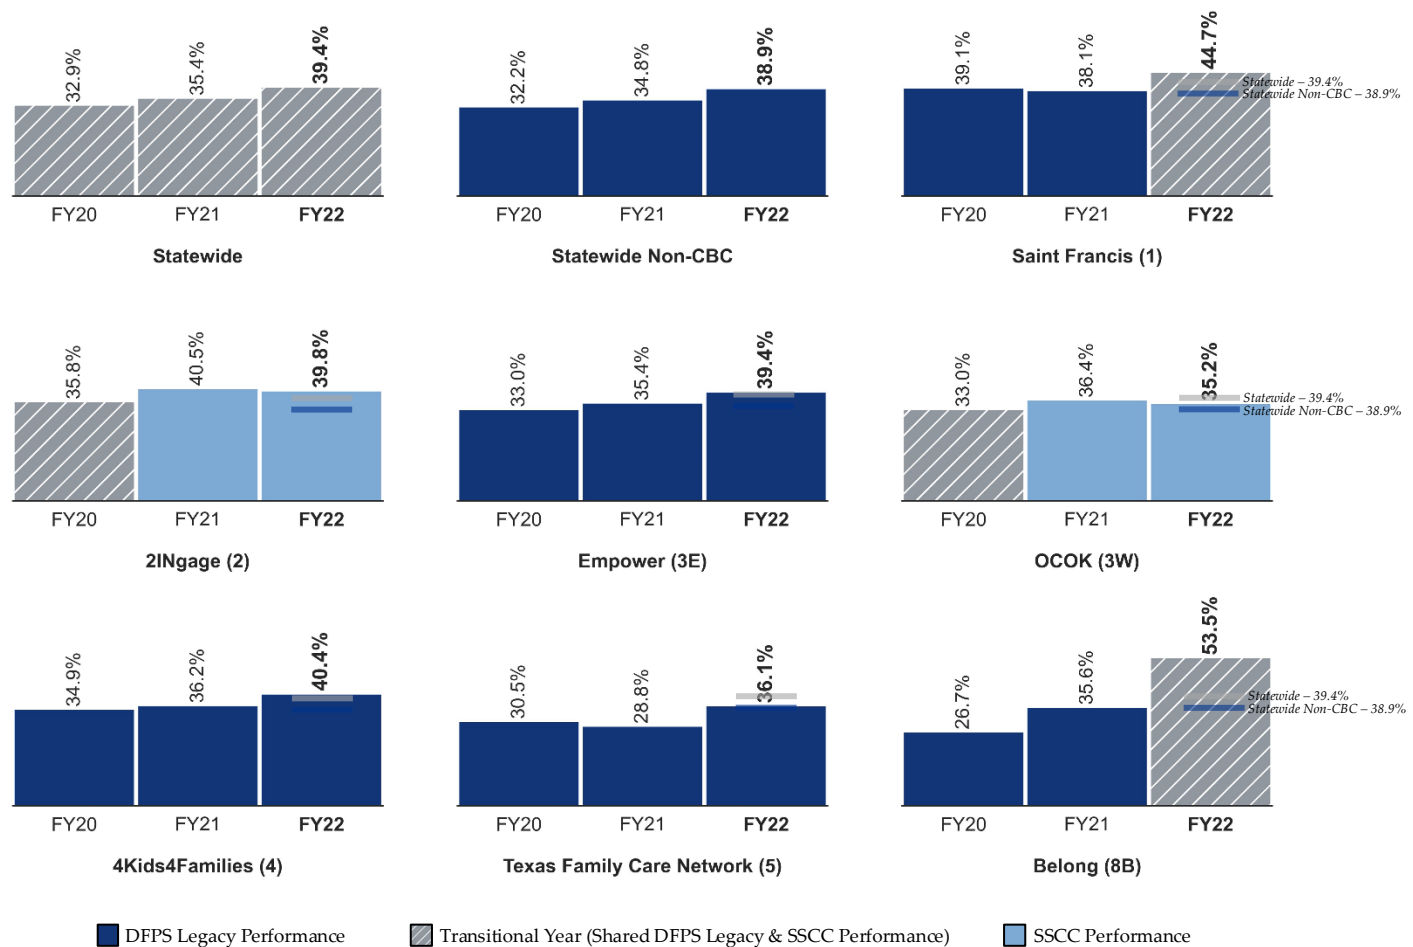 32.9%
35.4%
39.4%
FY20 FY21 FY22
Statewide
32.2%
34.8%
38.9%
FY20 FY21 FY22
Statewide Non-CBC
39.1%
38.1%
44.7%
Statewide – 39.4%
Statewide Non-CBC – 38.9%
FY20 FY21 FY22
Saint Francis (1)
35.8%
40.5%
39.8%
FY20 FY21 FY22
2INgage (2)
33.0%
35.4%
39.4%
FY20 FY21 FY22
Empower (3E)
33.0%
36.4%
35.2%
Statewide – 39.4%
Statewide Non-CBC – 38.9%
FY20 FY21 FY22
OCOK (3W)
34.9%
36.2%
40.4%
FY20 FY21 FY22
4Kids4Families (4)
30.5%
28.8%
36.1%
FY20 FY21 FY22
Texas Family Care Network (5)
26.7%
35.6%
53.5%
Statewide – 39.4%
Statewide Non-CBC – 38.9%
FY20 FY21 FY22
Belong (8B)
DFPS Legacy Performance
Transitional Year (Shared DFPS Legacy & SSCC Performance)
SSCC Performance